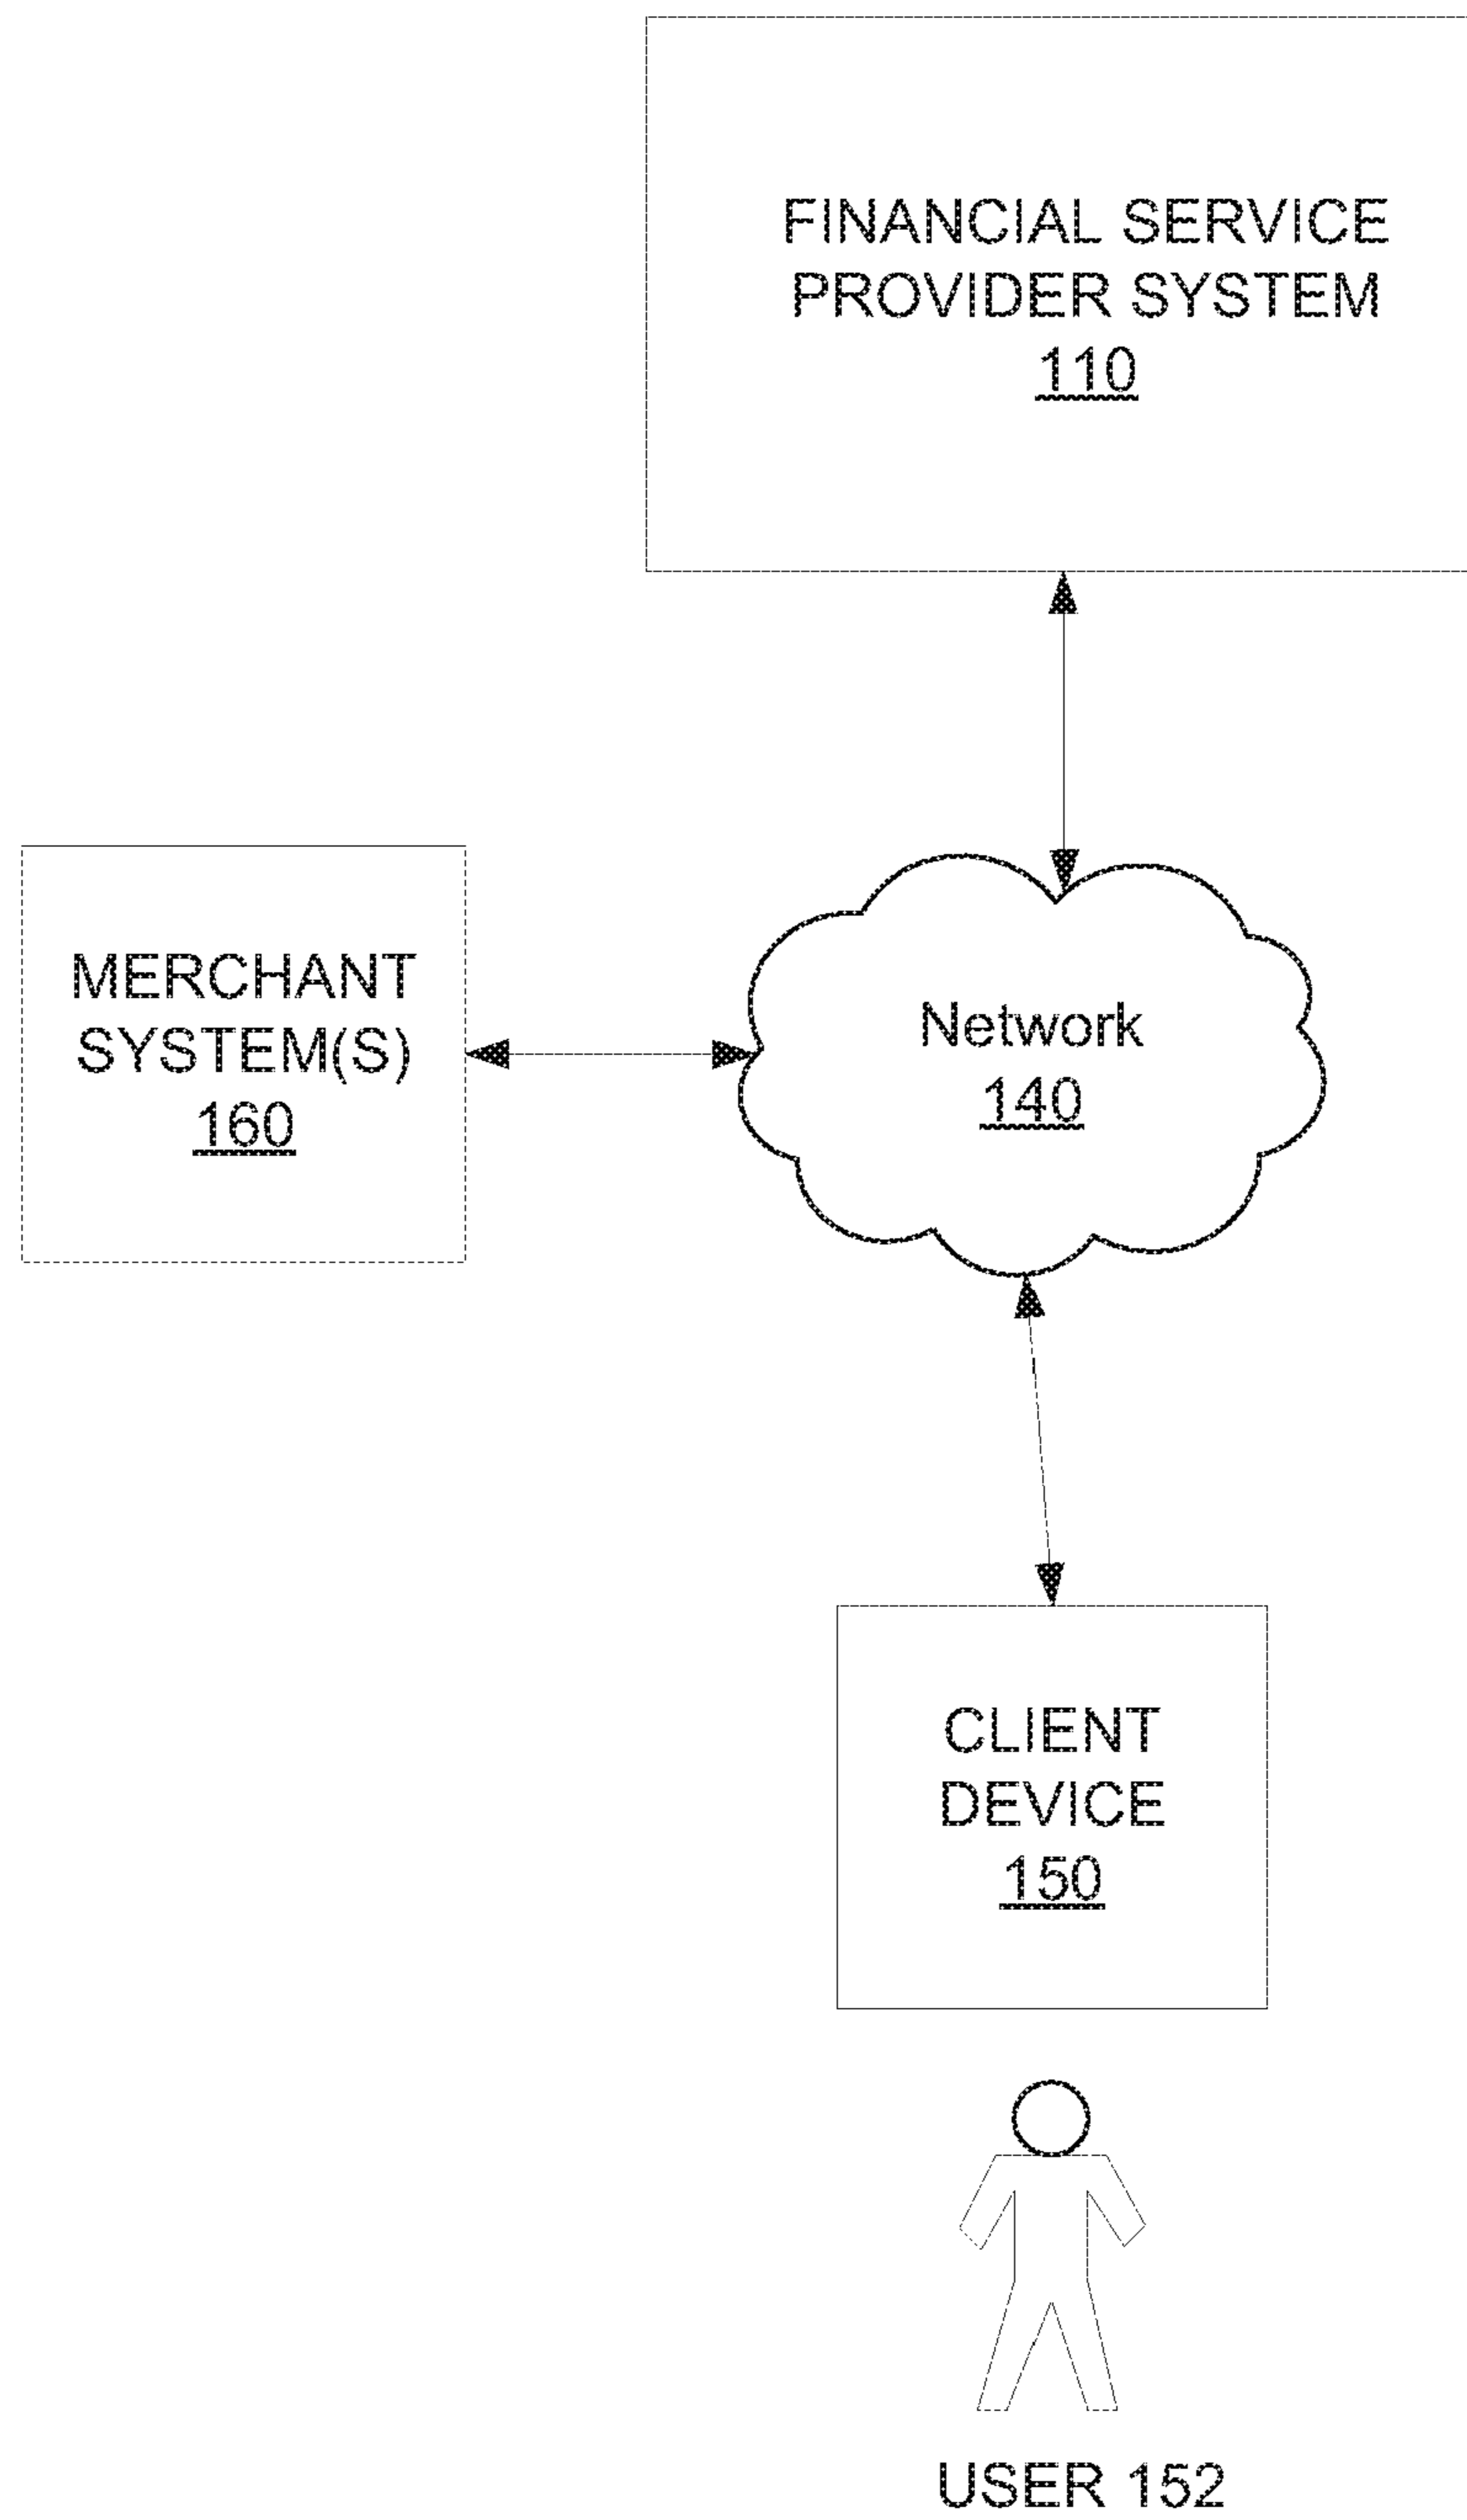 FINANCIAL SERVICE
PROVIDER SYSTEM
110
MERCHANT
SYSTEM(S)
160
Network
140
CLIENT
DEVICE
150
USER 152